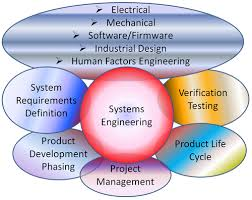 ➢ Electrical
➢ Mechanical
➢ Software/Firmware
➢ Industrial Design
➢ Human Factors Engineering
System
Requirements
Definition
Verification
Testing
Systems
Engineering
Product
Development
Phasing
Product Life
Cycle
Project
Management